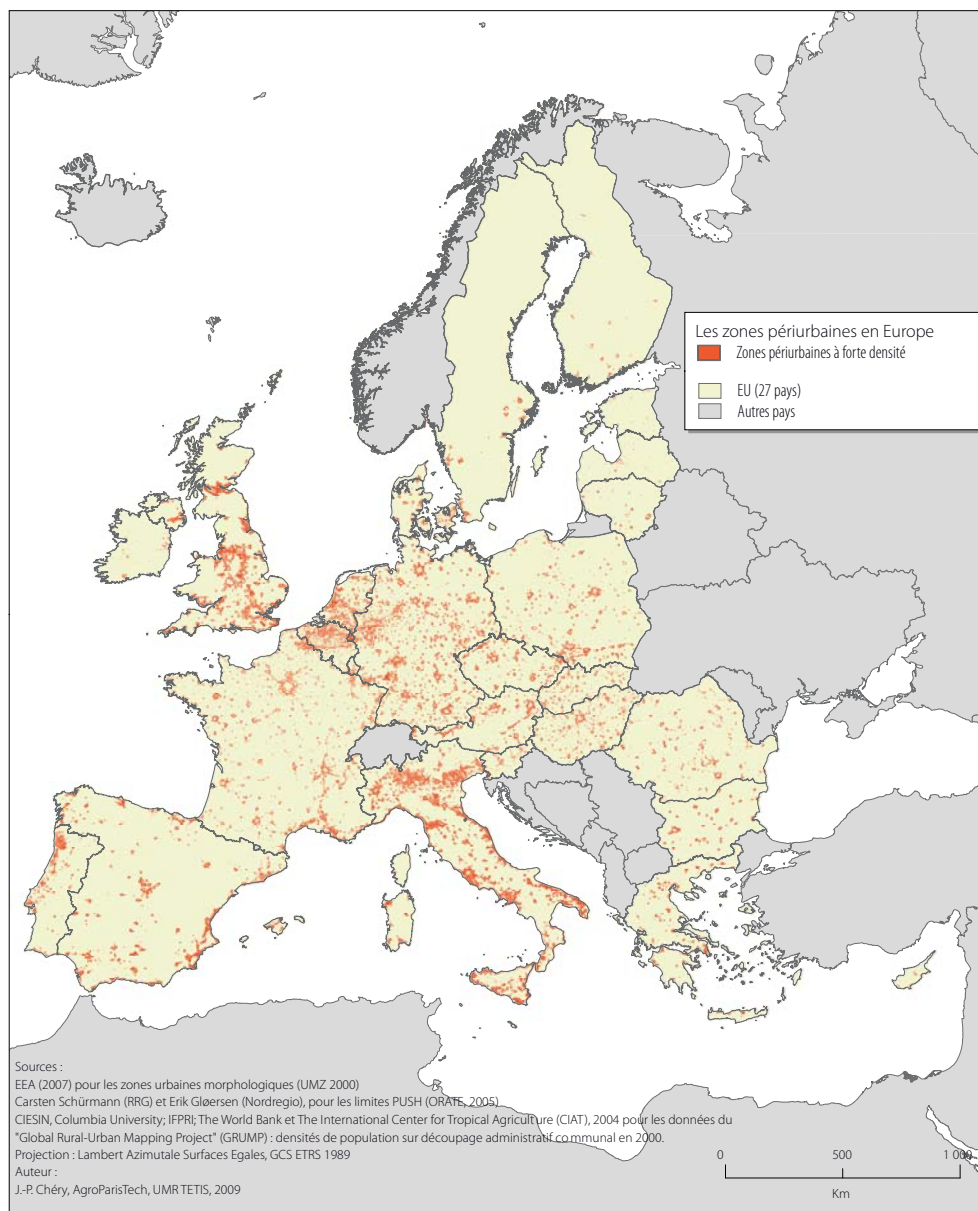 Les zones périurbaines en Europe
Zones périurbaines à forte densité
EU (27 pays)
Autres pays
Sources :
EEA (2007) pour les zones urbaines morphologiques (UMZ 2000)
Carsten Schürmann (RRG) et Erik Gløersen (Nordregio), pour les limites PUSH (ORATE, 2005)
CIESIN, Columbia University; IFPRI; The World Bank et The International Center for Tropical Agriculture (CIAT), 2004 pour les données du
"Global Rural-Urban Mapping Project" (GRUMP) : densités de population sur découpage administratif communal en 2000.
Projection : Lambert Azimutale Surfaces Egales, GCS ETRS 1989
Auteur :
J.-P. Chéry, AgroParisTech, UMR TETIS, 2009
0 500 1 000
Km